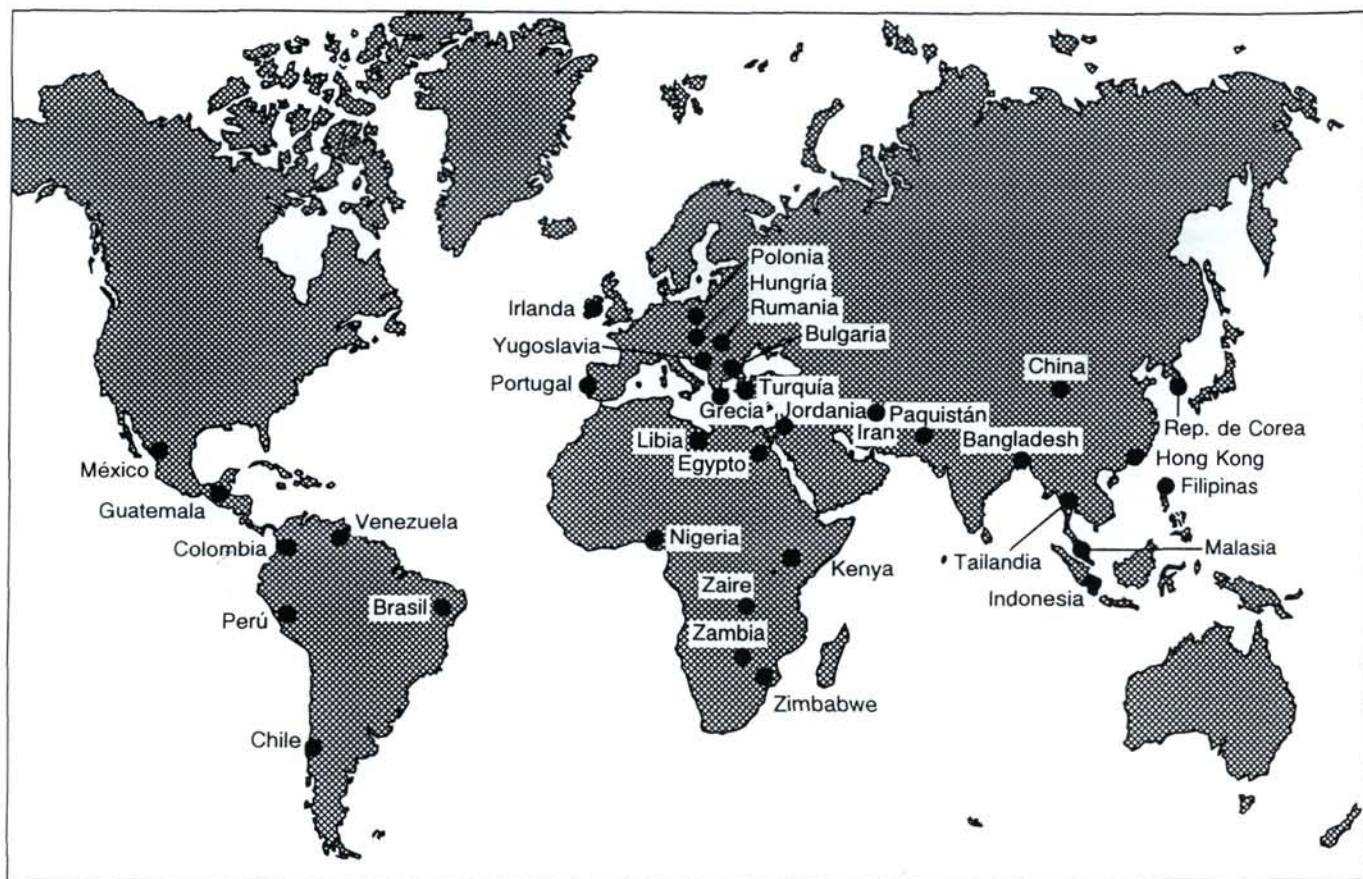 Polonia
Hungría
Irlanda
Rumania
Yugoslavia
Bulgaria
China
Portugal
Turquía
Grecia
Jordania
Paquistán
Iran
Bangladesh
Rep. de Corea
Libia
Egypto
Hong Kong
México
Filipinas
Guatemala
Venezuela
Colombia
Nigeria
Kenya
Tailandia
Malasia
Zaire
Indonesia
Perú
Brasil
Zambia
Zimbabwe
Chile